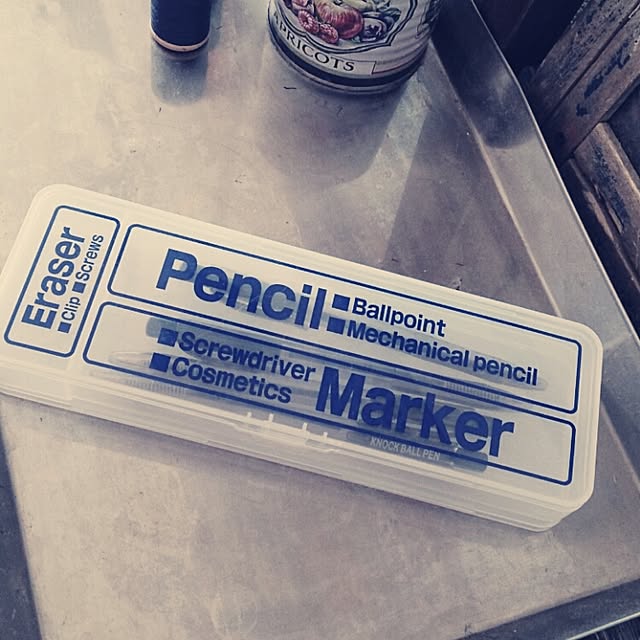 APRICOTS
Eraser
■Clip ■Screws
Pencil
■Ballpoint
■Mechanical pencil
■Screwdriver
■Cosmetics
Marker
KNOCK BALL PEN